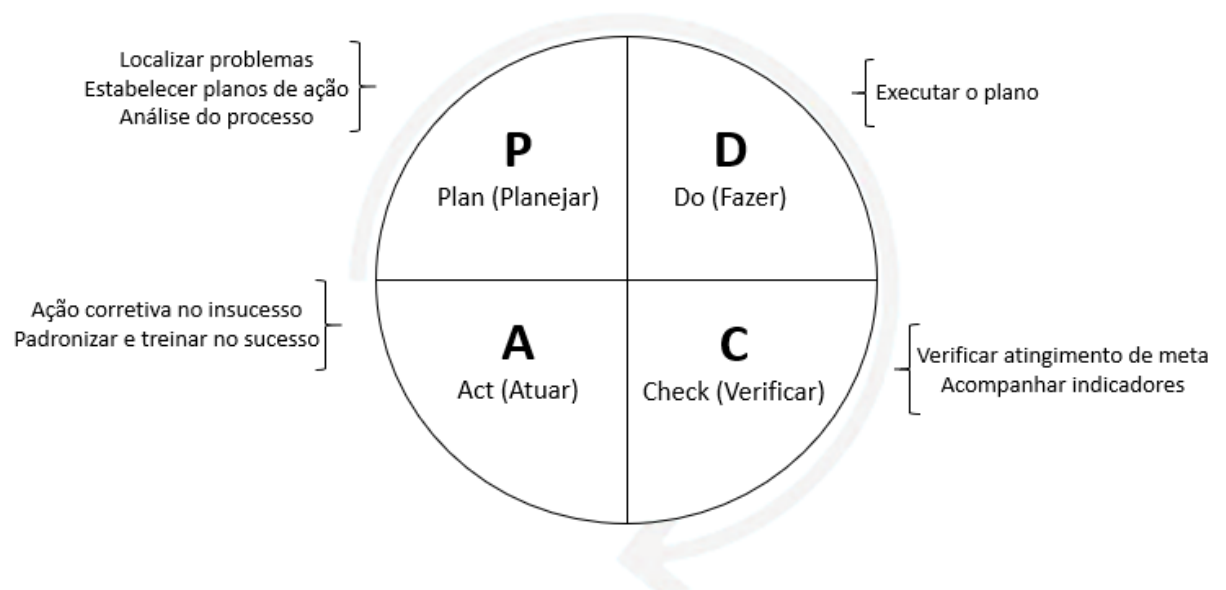 Localizar problemas
Estabelecer planos de ação
Análise do processo
P
Plan (Planejar)
D
Do (Fazer)
Executar o plano
Ação corretiva no insucesso
Padronizar e treinar no sucesso
A
Act (Atuar)
C
Check (Verificar)
Verificar atingimento de meta
Acompanhar indicadores